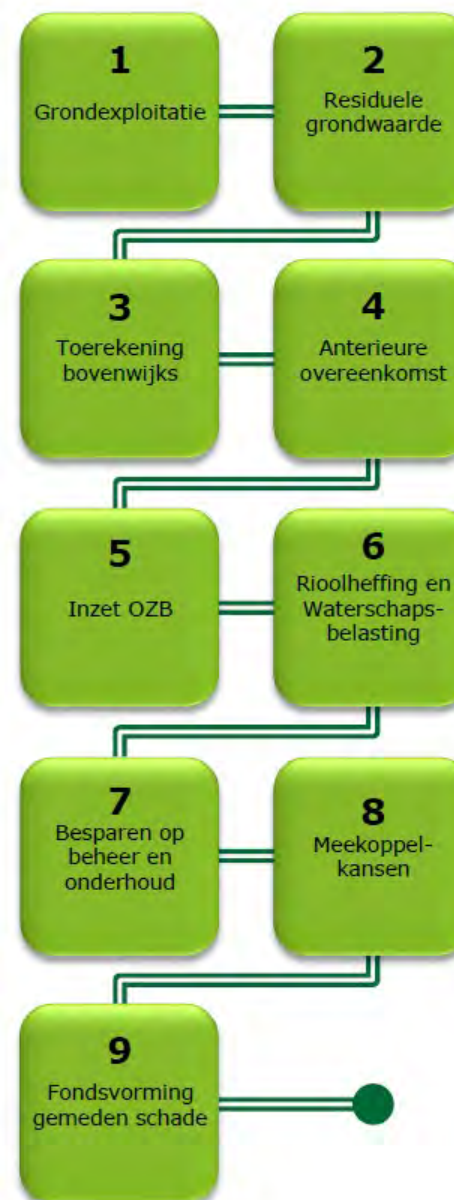 1
Grondexploitatie
2
Residuele
grondwaarde
3
Toerekening
bovenwijks
4
Anterieure
overeenkomst
5
Inzet OZB
6
Rioolheffing en
Waterschaps-
belasting
7
Besparen op
beheer en
onderhoud
8
Meekoppel-
kansen
9
Fondsvorming
gemeden schade